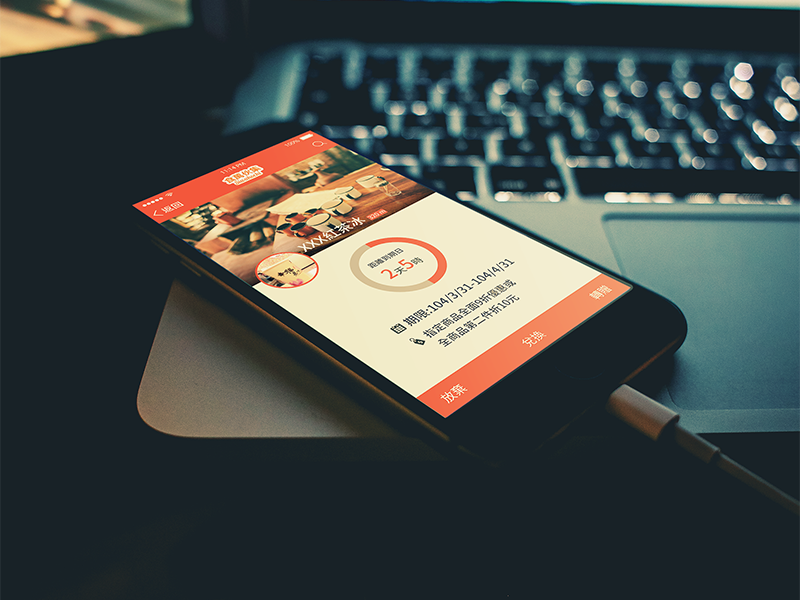 100%
11:14 PM
返回
XXX紅茶冰
距離到期日
2天5時
期限:104/3/31-104/4/31
指定商品全面9折優惠或
全商品第二件折10元
放棄
兌換
轉贈